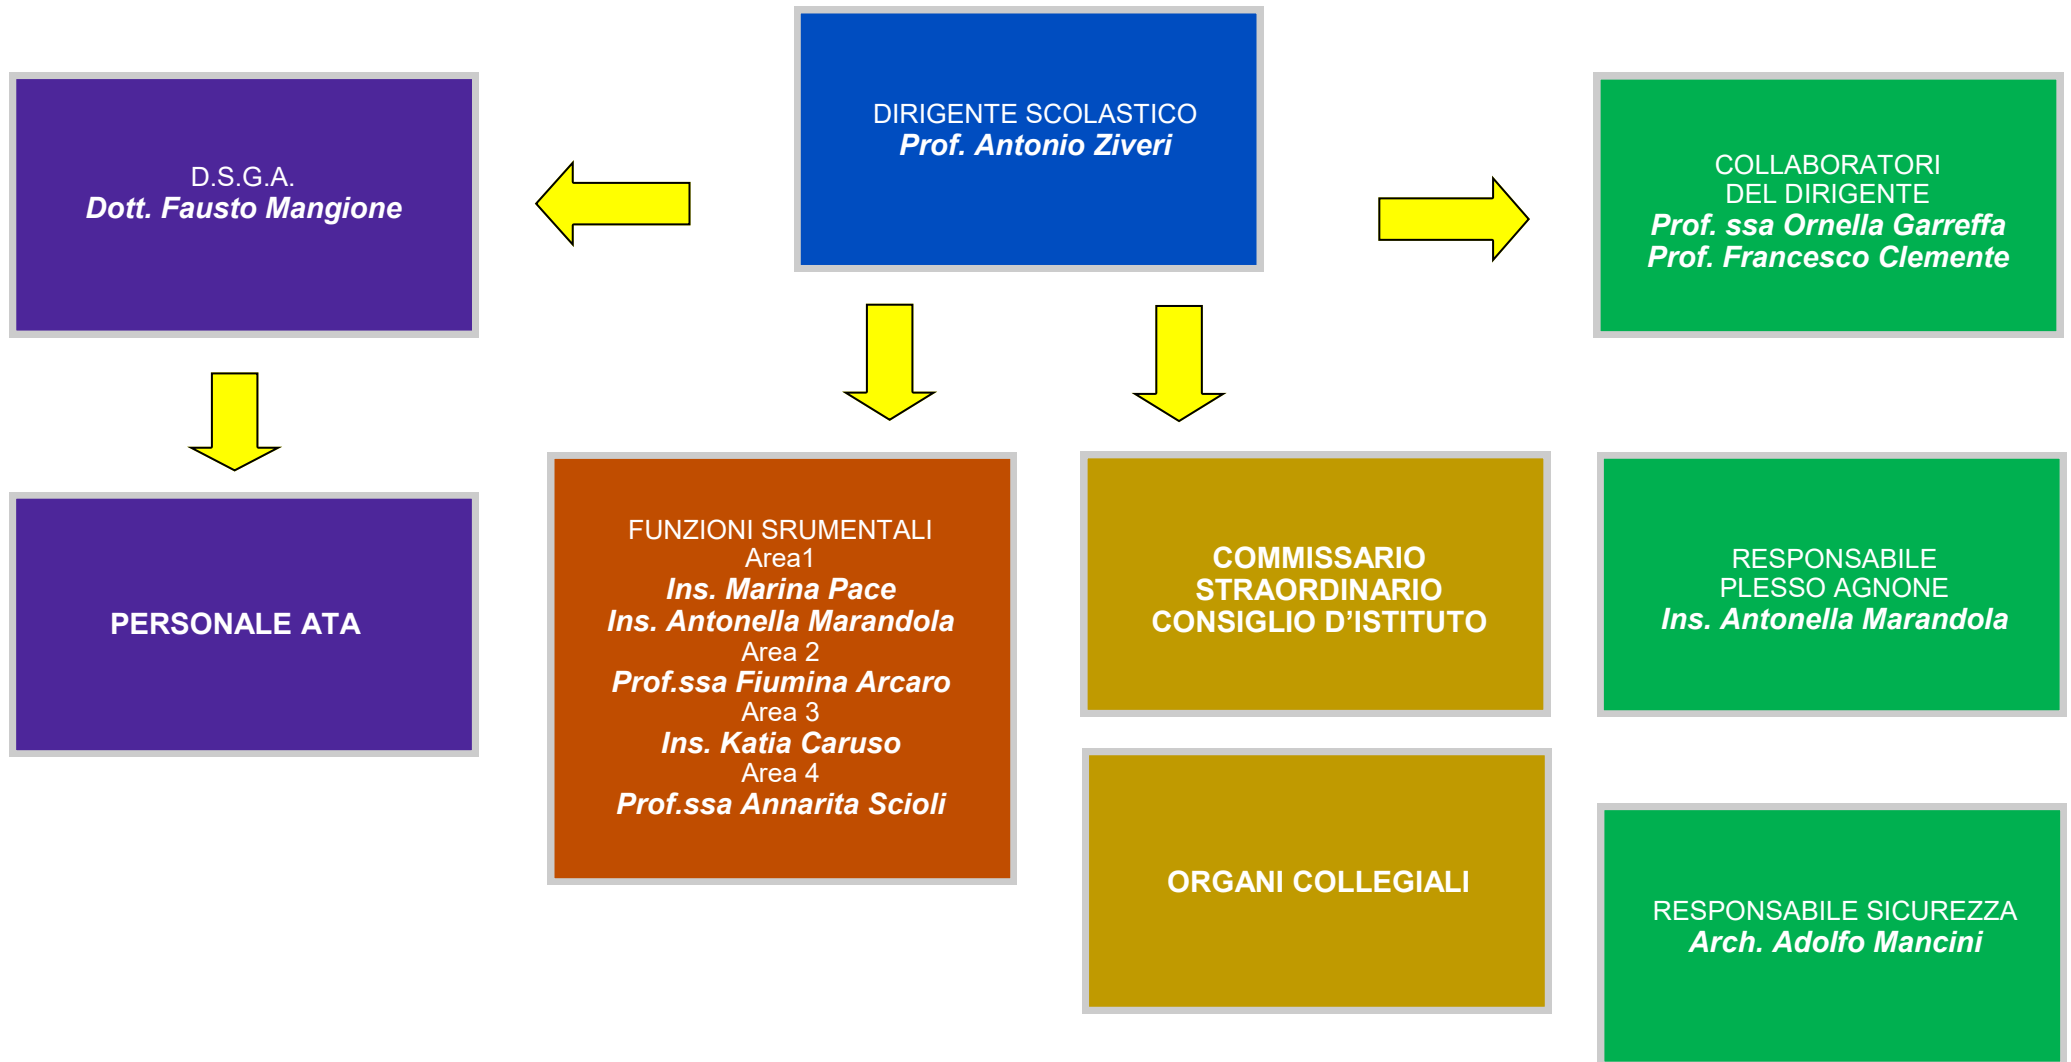 DIRIGENTE SCOLASTICO
Prof. Antonio Ziveri
D.S.G.A.
Dott. Fausto Mangione
COLLABORATORI
DEL DIRIGENTE
Prof. ssa Ornella Garreffa
Prof. Francesco Clemente
PERSONALE ATA
FUNZIONI SRUMENTALI
Area1
Ins. Marina Pace
Ins. Antonella Marandola
Area 2
Prof.ssa Fiumina Arcaro
Area 3
Ins. Katia Caruso
Area 4
Prof.ssa Annarita Scioli
COMMISSARIO
STRAORDINARIO
CONSIGLIO D’ISTITUTO
RESPONSABILE
PLESSO AGNONE
Ins. Antonella Marandola
ORGANI COLLEGIALI
RESPONSABILE SICUREZZA
Arch. Adolfo Mancini